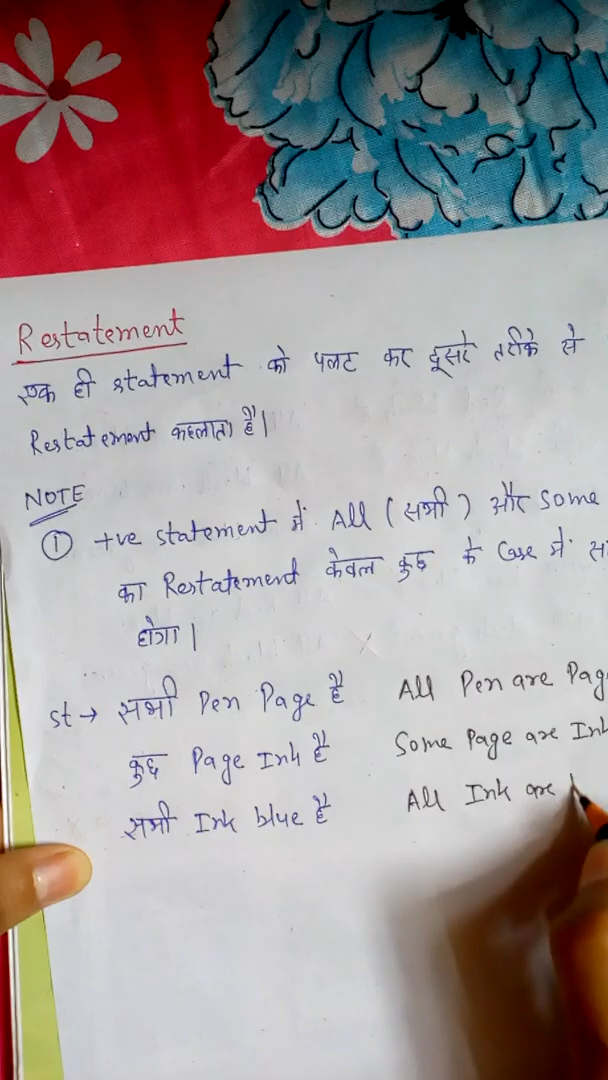 Restatement
एक ही statement को पलट कर दूसरे तरीके से
Restatement कहलाता है।
NOTE
① +ve statement में All (सभी) और some
का Restatement केवल कुछ के Case में
होगा।
st → सभी Pen Page है All Pen are Pag
कुछ Page Ink है Some Page are Ink
सभी Ink blue है All Ink are